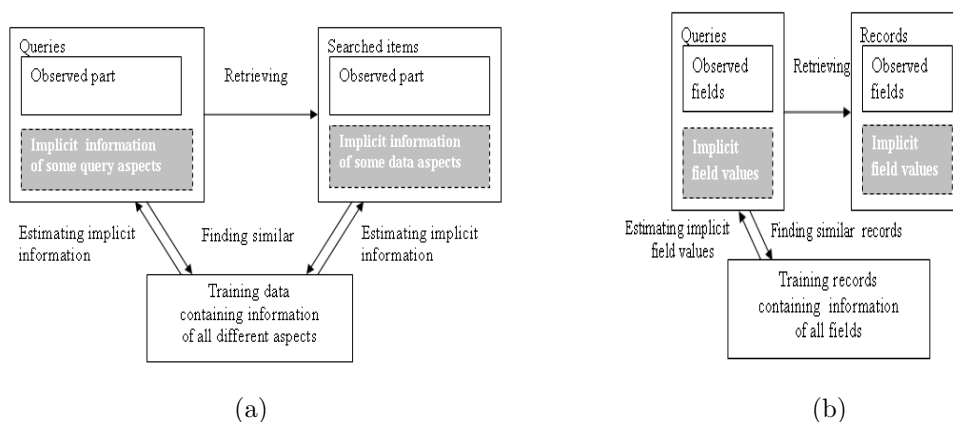 Queries
Observed part
Implicit information
of some query aspects
Retrieving
Searched items
Observed part
Implicit information
of some data aspects
Estimating implicit
information
Finding similar
Estimating implicit
information
Training data
containing information
of all different aspects
(a)
Queries
Observed
fields
Implicit
field values
Retrieving
Records
Observed
fields
Implicit
field values
Estimating implicit
field values
Finding similar records
Training records
containing information
of all fields
(b)